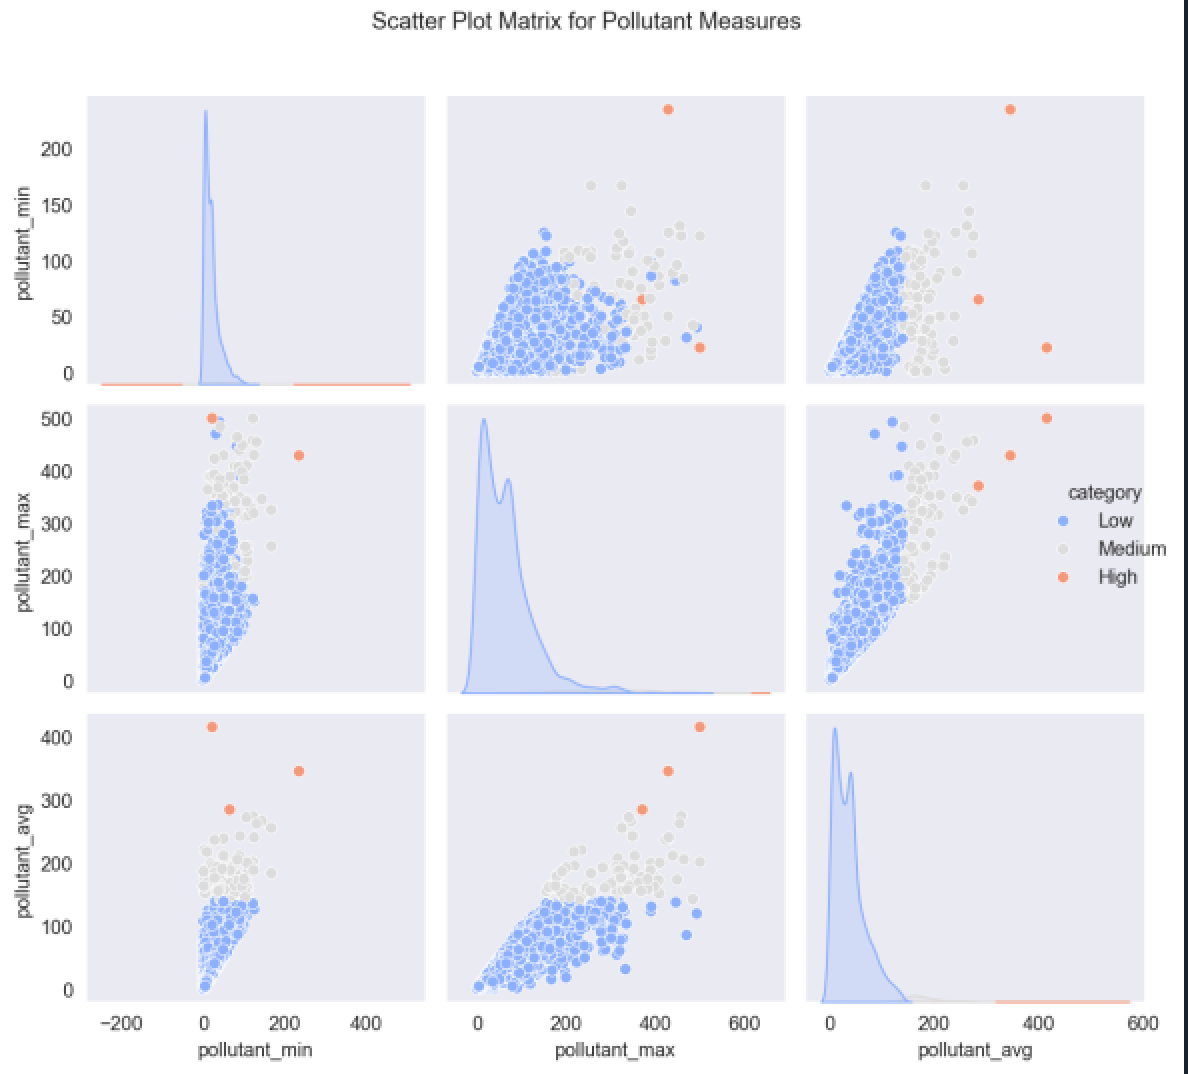 Scatter Plot Matrix for Pollutant Measures
pollutant_min
200
150
100
50
0
pollutant_max
500
400
300
200
100
0
category
Low
Medium
High
pollutant_avg
400
300
200
100
0
−200 0 200 400
0 200 400 600
0 200 400 600
pollutant_min
pollutant_max
pollutant_avg